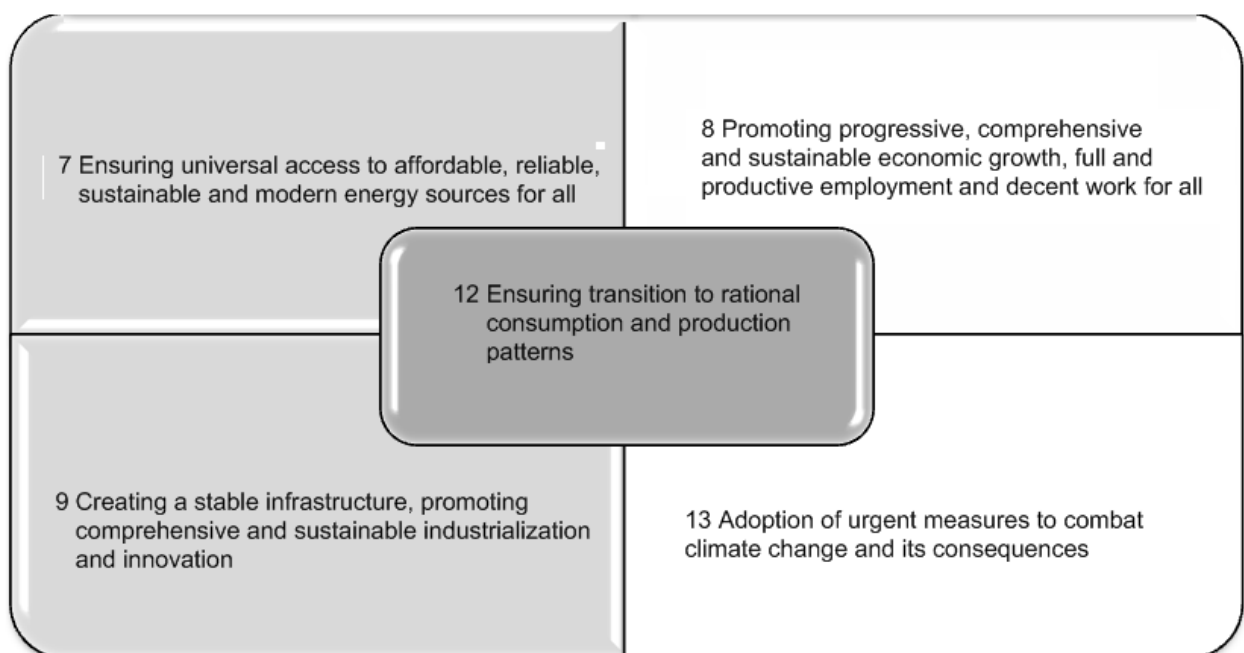 7 Ensuring universal access to affordable, reliable,
sustainable and modern energy sources for all
8 Promoting progressive, comprehensive
and sustainable economic growth, full and
productive employment and decent work for all
12 Ensuring transition to rational
consumption and production
patterns
9 Creating a stable infrastructure, promoting
comprehensive and sustainable industrialization
and innovation
13 Adoption of urgent measures to combat
climate change and its consequences